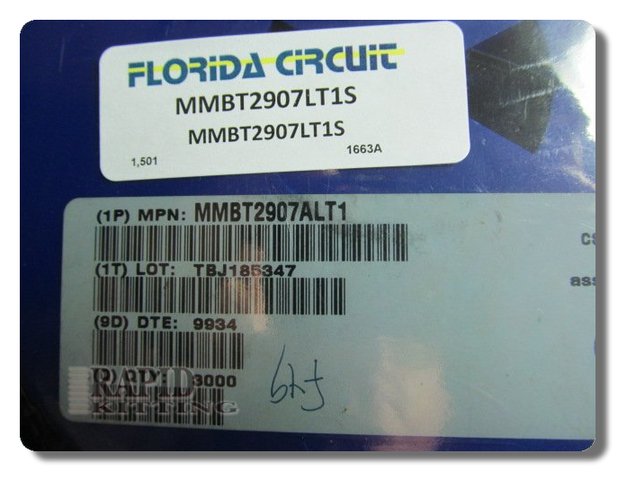 FLORIDA CIRCUIT
MMBT2907LT1S
MMBT2907LT1S
1,501 1663A
(1P) MPN: MMBT2907ALT1
(1T) LOT: TBJ185347
(9D) DTE: 9934
QTY: 3000
RAPID
KITTING